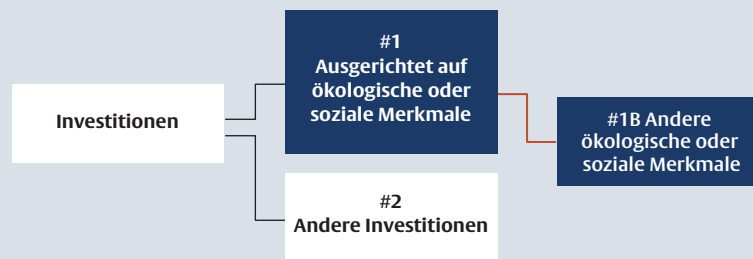 Investitionen
#1
Ausgerichtet auf
ökologische oder
soziale Merkmale
#1B Andere
ökologische oder
soziale Merkmale
#2
Andere Investitionen